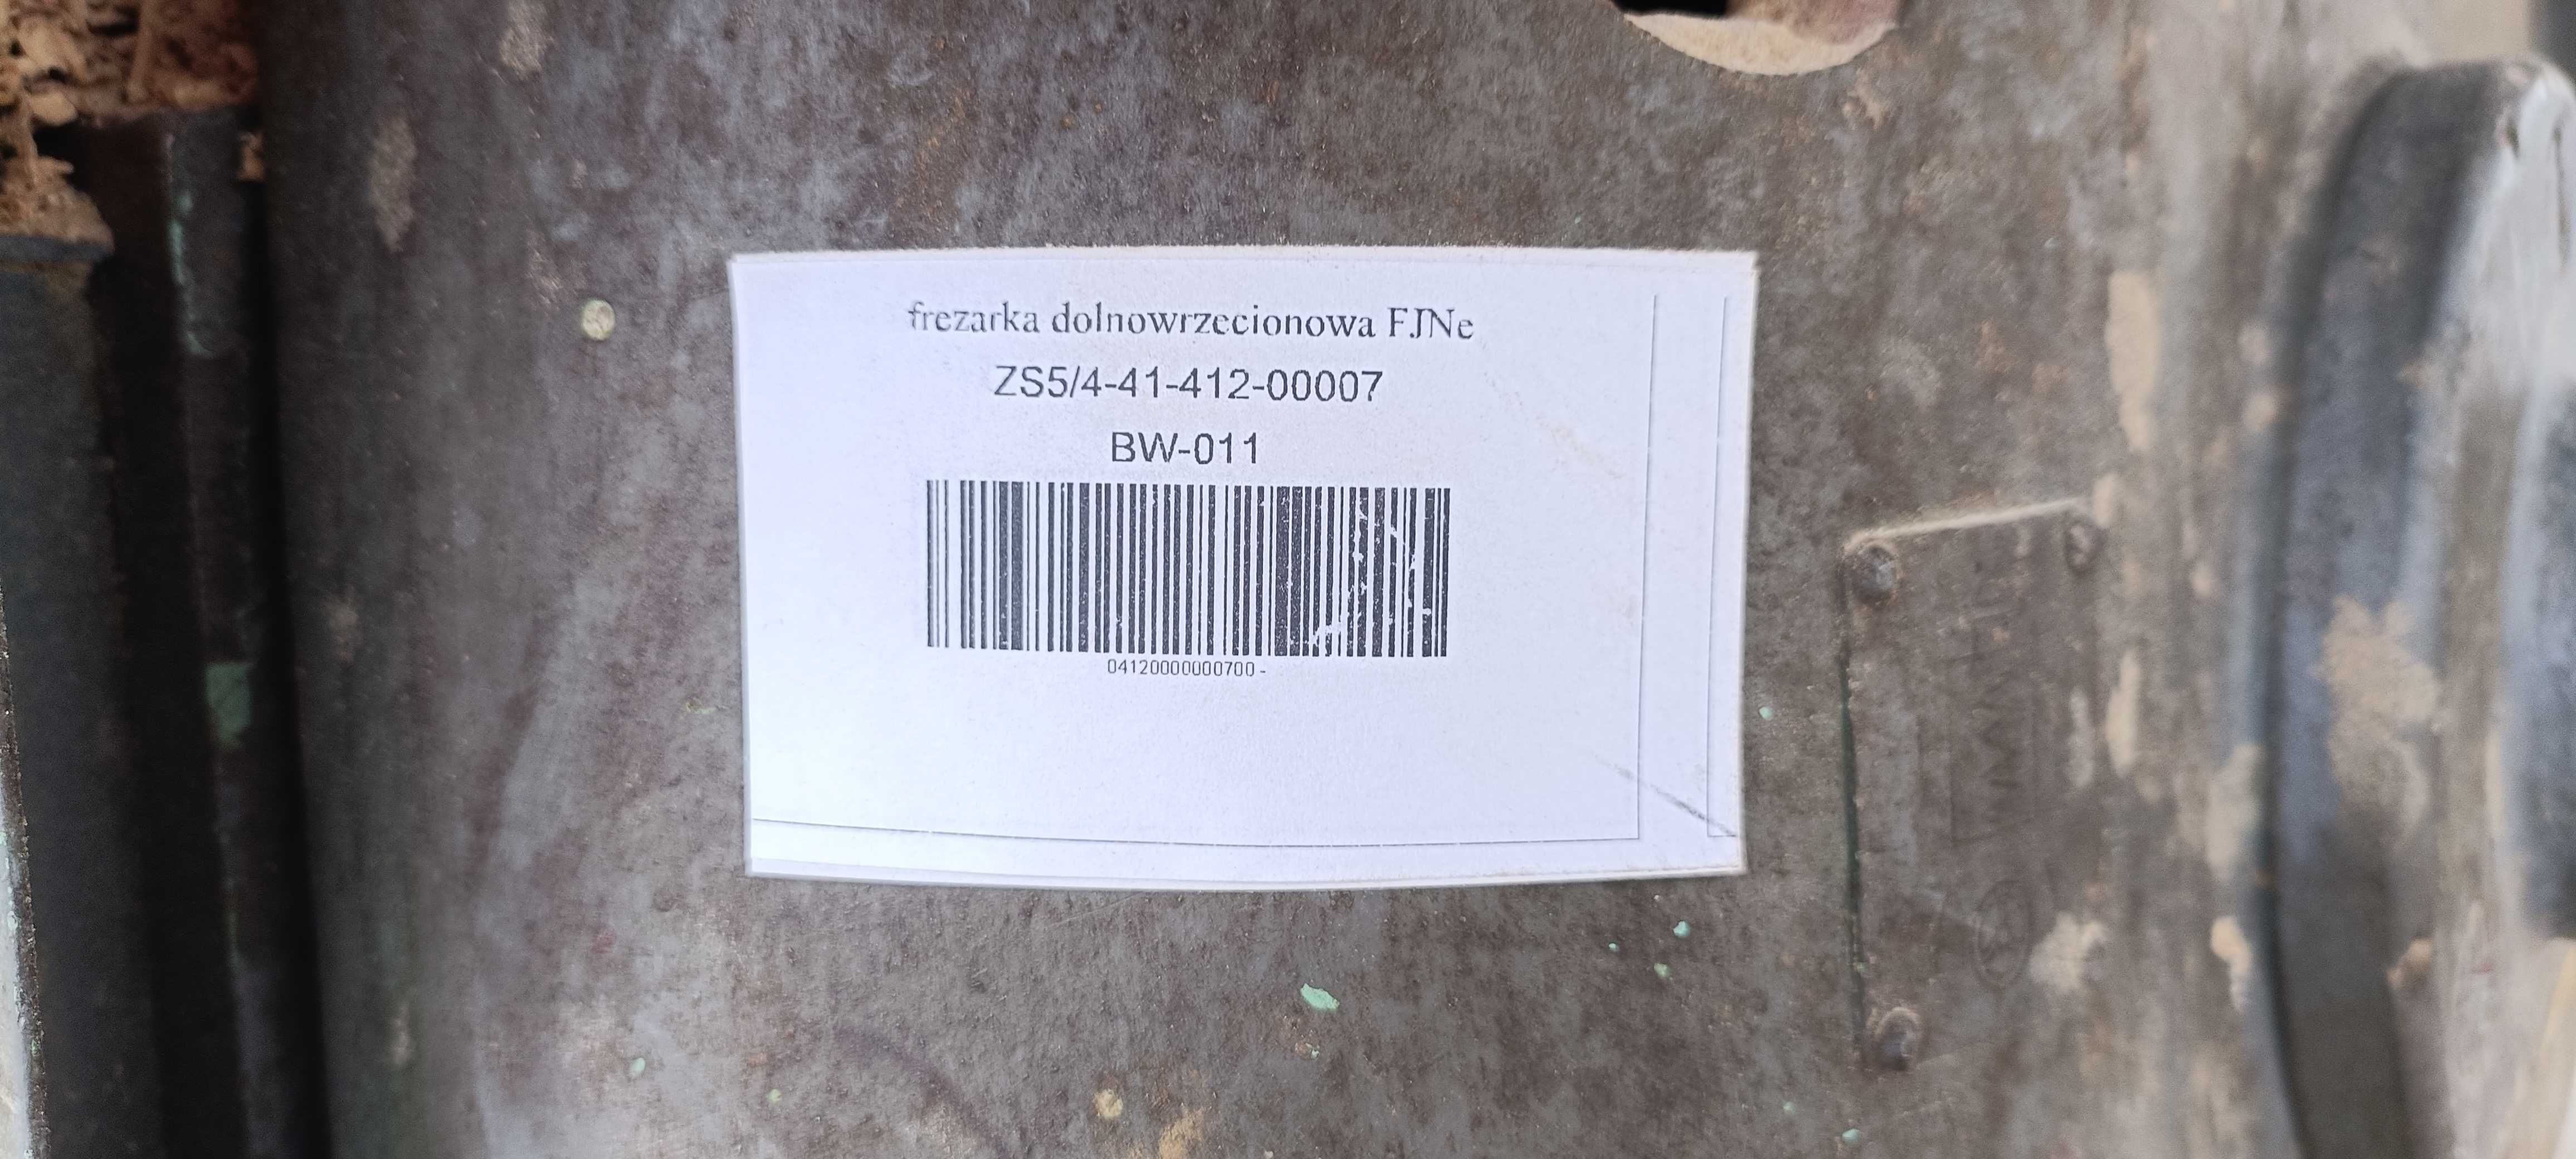 frezarka dolnowrzecionowa FJNe
ZS5/4-41-412-00007
BW-011
04120000000700 -